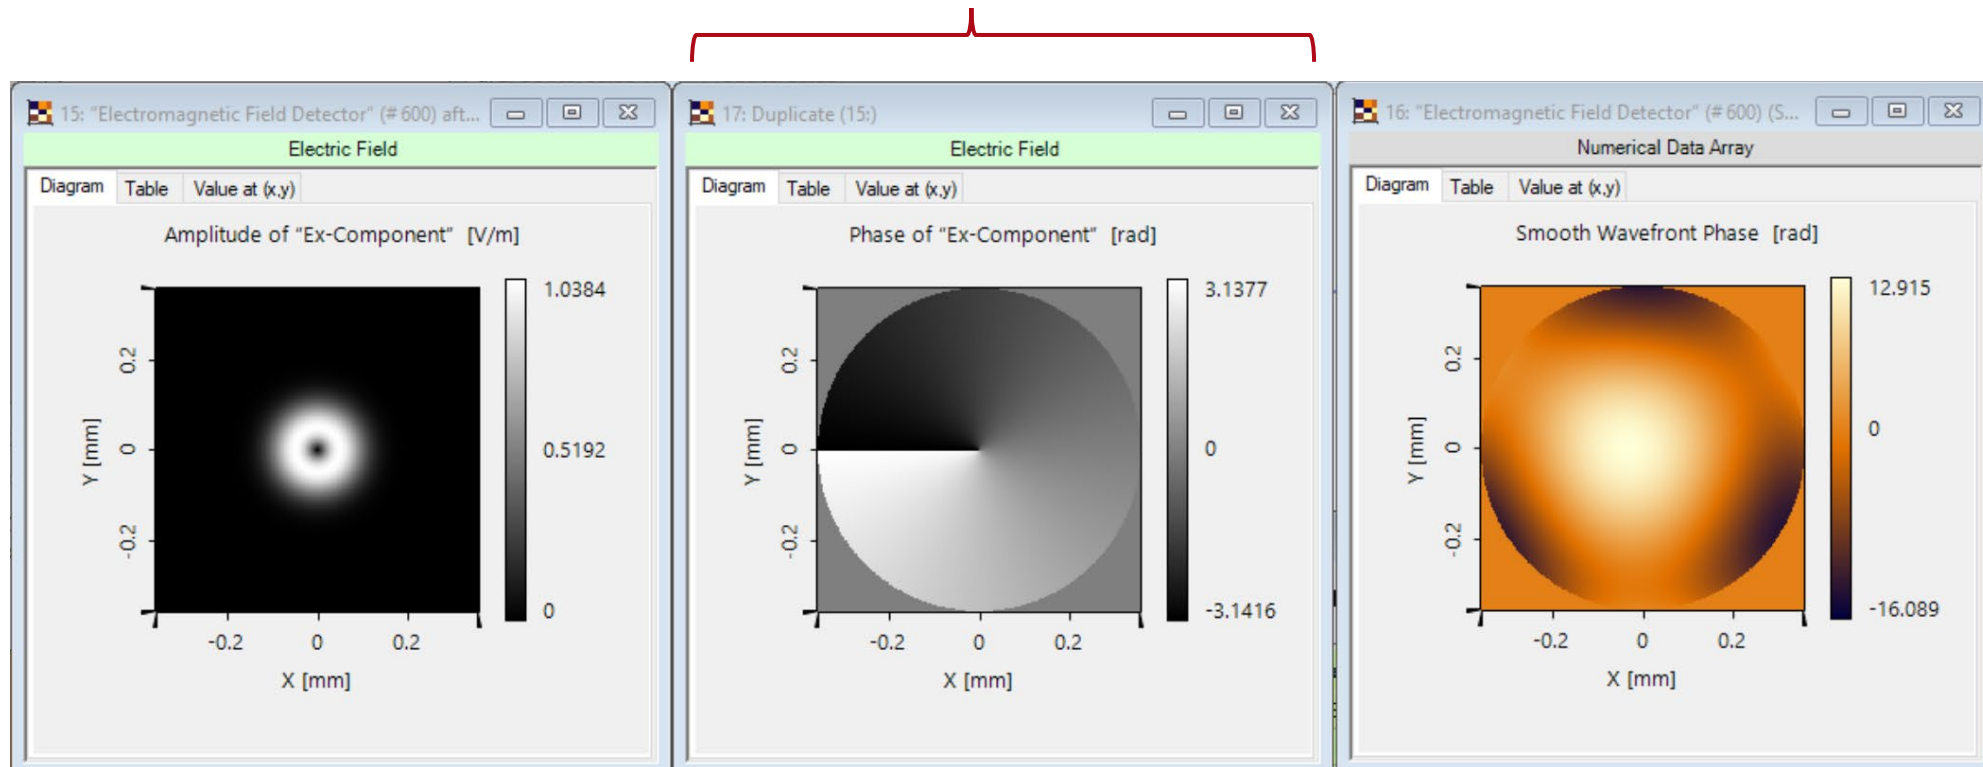 15: "Electromagnetic Field Detector" (#600) aft...
Electric Field
Diagram Table Value at (x,y)
Amplitude of "Ex-Component" [V/m]
1.0384
0.5192
0
0.2
0
-0.2
Y [mm]
-0.2 0 0.2
X [mm]
17: Duplicate (15:)
Electric Field
Diagram Table Value at (x,y)
Phase of "Ex-Component" [rad]
3.1377
0
-3.1416
0.2
0
-0.2
Y [mm]
-0.2 0 0.2
X [mm]
16: "Electromagnetic Field Detector" (#600) (S...
Numerical Data Array
Diagram Table Value at (x,y)
Smooth Wavefront Phase [rad]
12.915
0
-16.089
0.2
0
-0.2
Y [mm]
-0.2 0 0.2
X [mm]